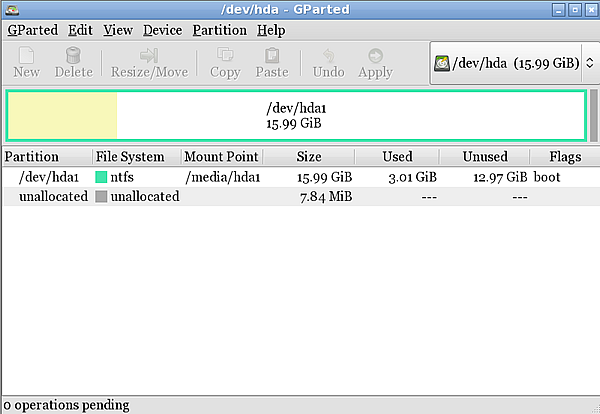 /dev/hda - GParted
GParted Edit View Device Partition Help
New Delete Resize/Move Copy Paste Undo Apply /dev/hda (15.99 GiB)
/dev/hda1
15.99 GiB
Partition File System Mount Point Size Used Unused Flags
/dev/hda1 ntfs /media/hda1 15.99 GiB 3.01 GiB 12.97 GiB boot
unallocated unallocated 7.84 MiB --- ---
0 operations pending